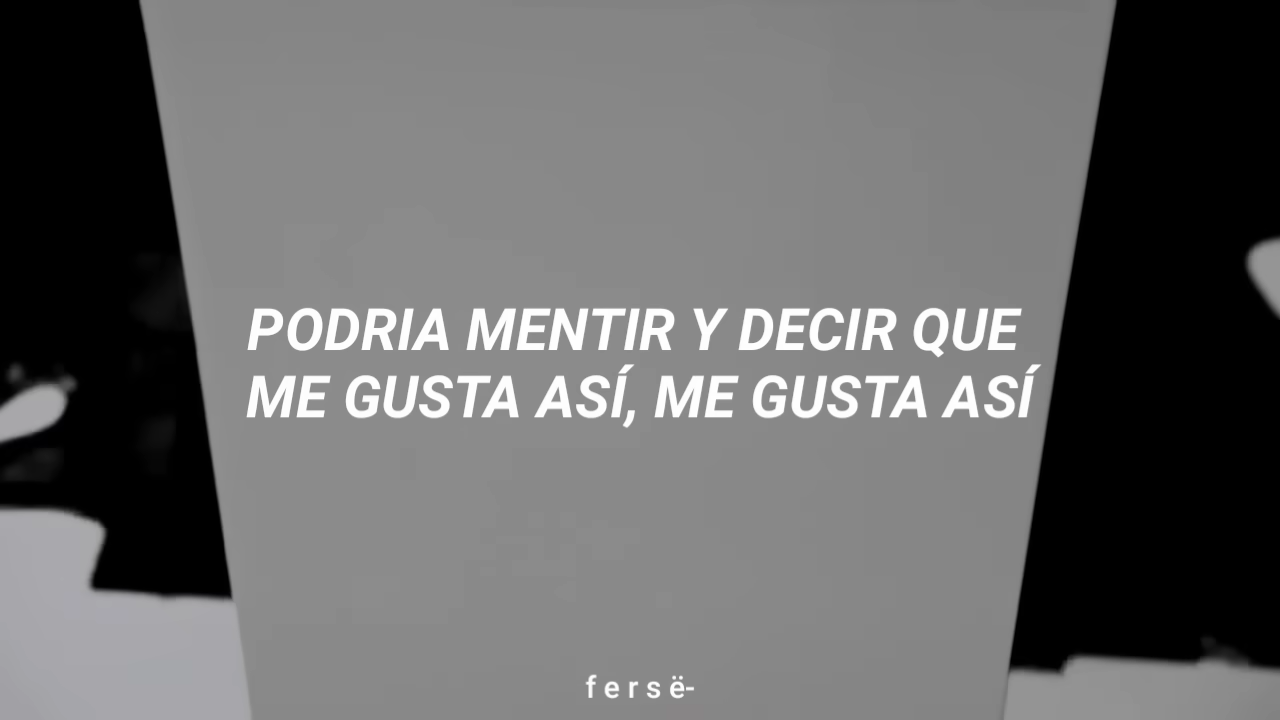 PODRIA MENTIR Y DECIR QUE
ME GUSTA ASÍ, ME GUSTA ASÍ
f e r s ë-